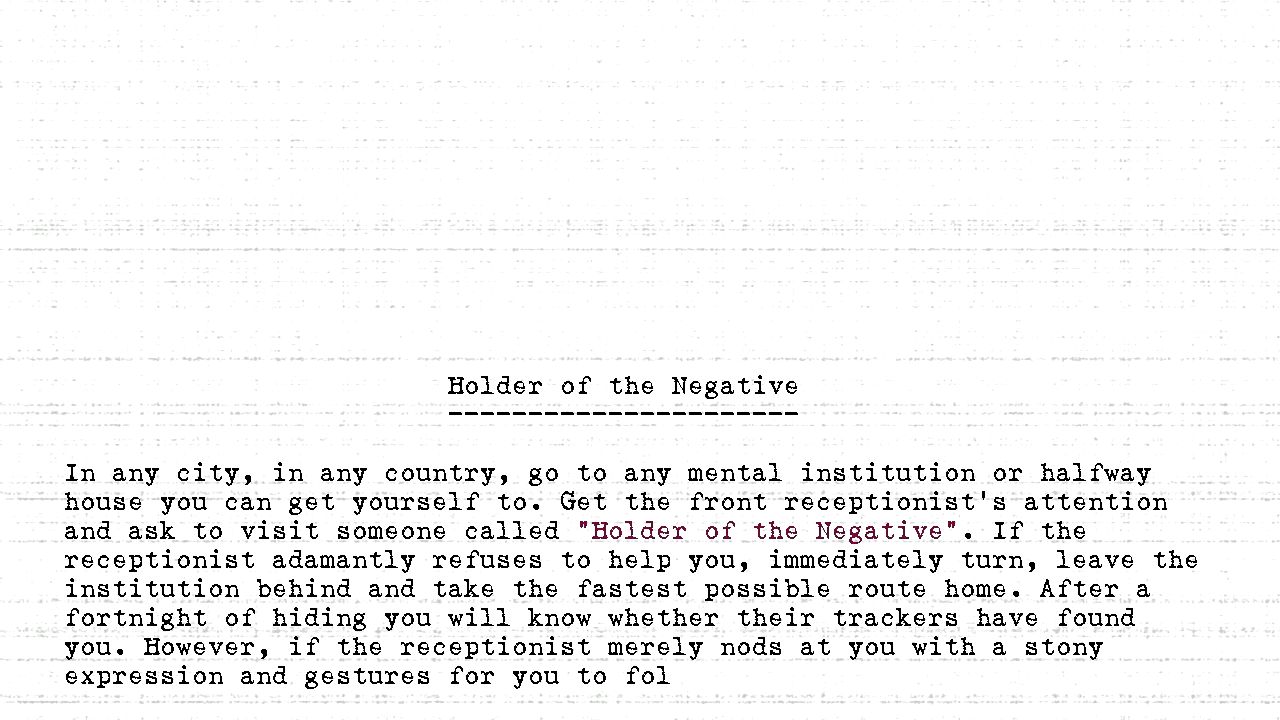 Holder of the Negative
----------------------
In any city, in any country, go to any mental institution or halfway
house you can get yourself to. Get the front receptionist's attention
and ask to visit someone called "Holder of the Negative". If the
receptionist adamantly refuses to help you, immediately turn, leave the
institution behind and take the fastest possible route home. After a
fortnight of hiding you will know whether their trackers have found
you. However, if the receptionist merely nods at you with a stony
expression and gestures for you to fol